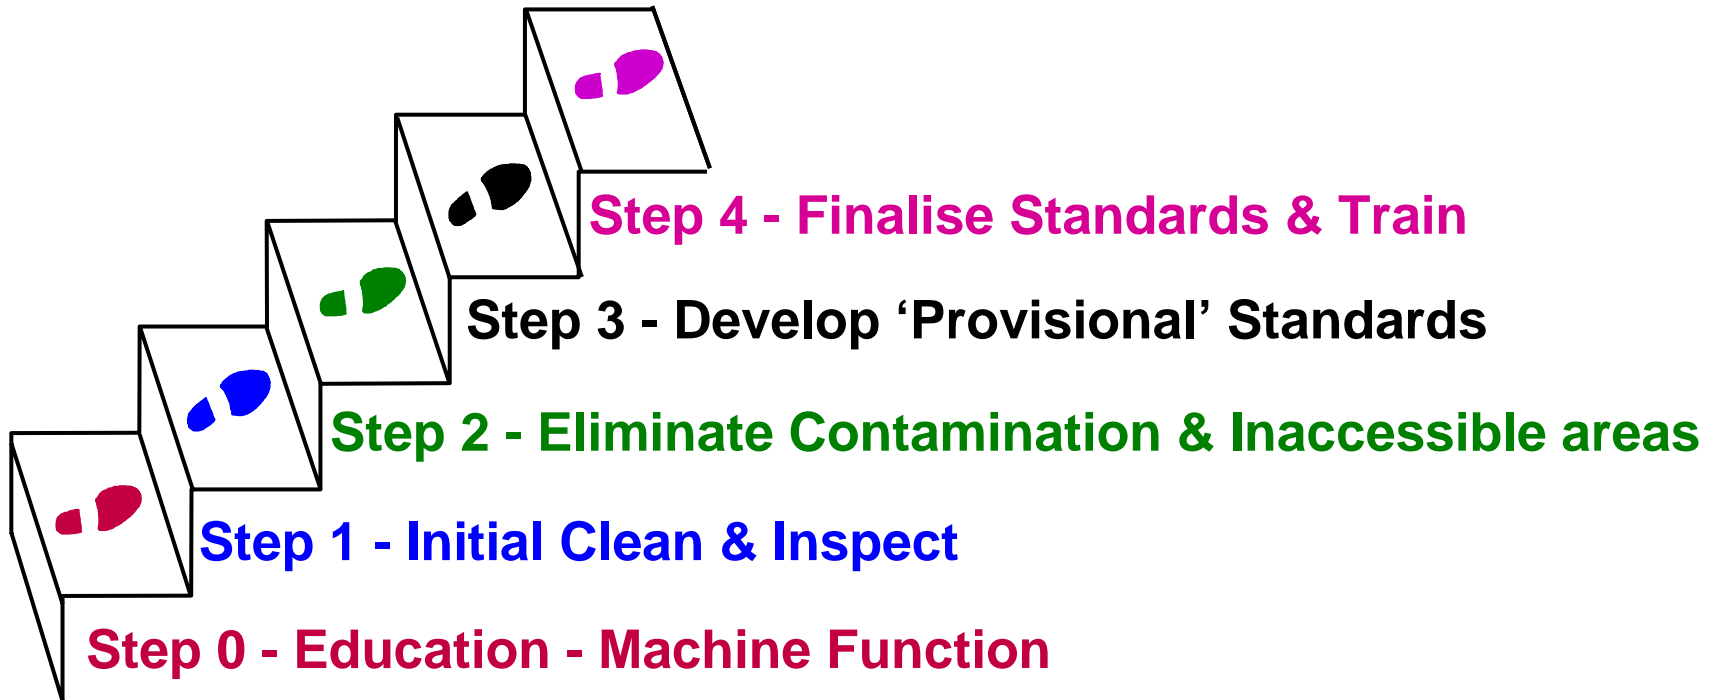 Step 4 - Finalise Standards & Train
Step 3 - Develop ‘Provisional’ Standards
Step 2 - Eliminate Contamination & Inaccessible areas
Step 1 - Initial Clean & Inspect
Step 0 - Education - Machine Function